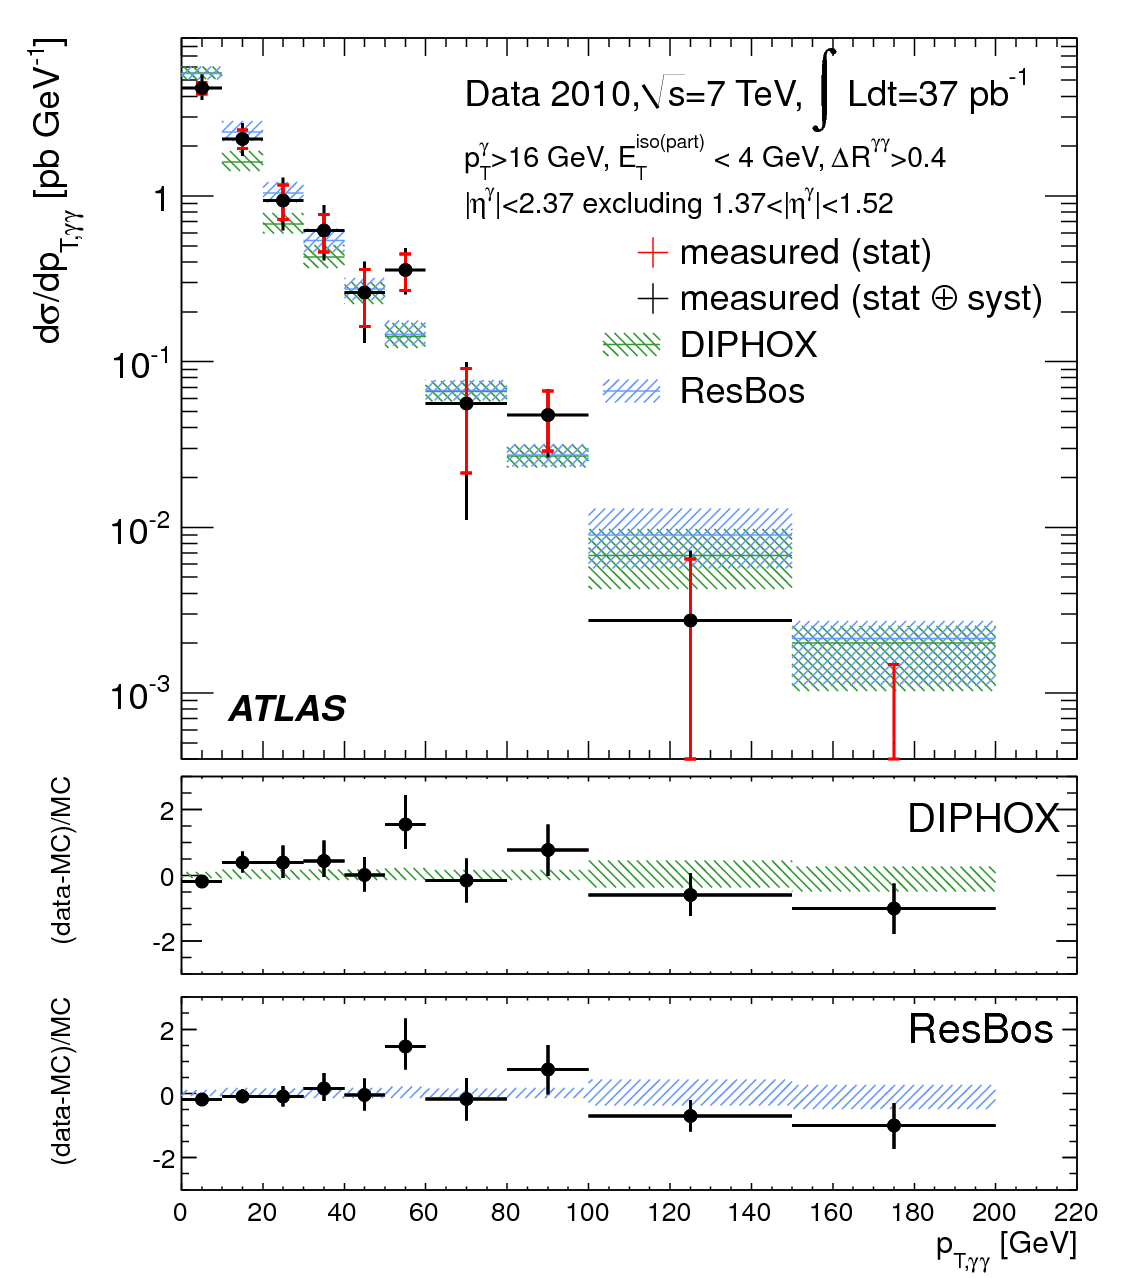 dσ/dp_{T,γγ} [pb GeV^{-1}]
Data 2010, √s=7 TeV, ∫ Ldt=37 pb^{-1}
p_T^γ>16 GeV, E_T^{iso(part)} < 4 GeV, ΔR^{γγ}>0.4
|η^γ|<2.37 excluding 1.37<|η^γ|<1.52
measured (stat)
measured (stat ⊕ syst)
DIPHOX
ResBos
1
10^{-1}
10^{-2}
10^{-3}
ATLAS
(data-MC)/MC
2
0
-2
DIPHOX
(data-MC)/MC
2
0
-2
ResBos
0 20 40 60 80 100 120 140 160 180 200 220
p_{T,γγ} [GeV]